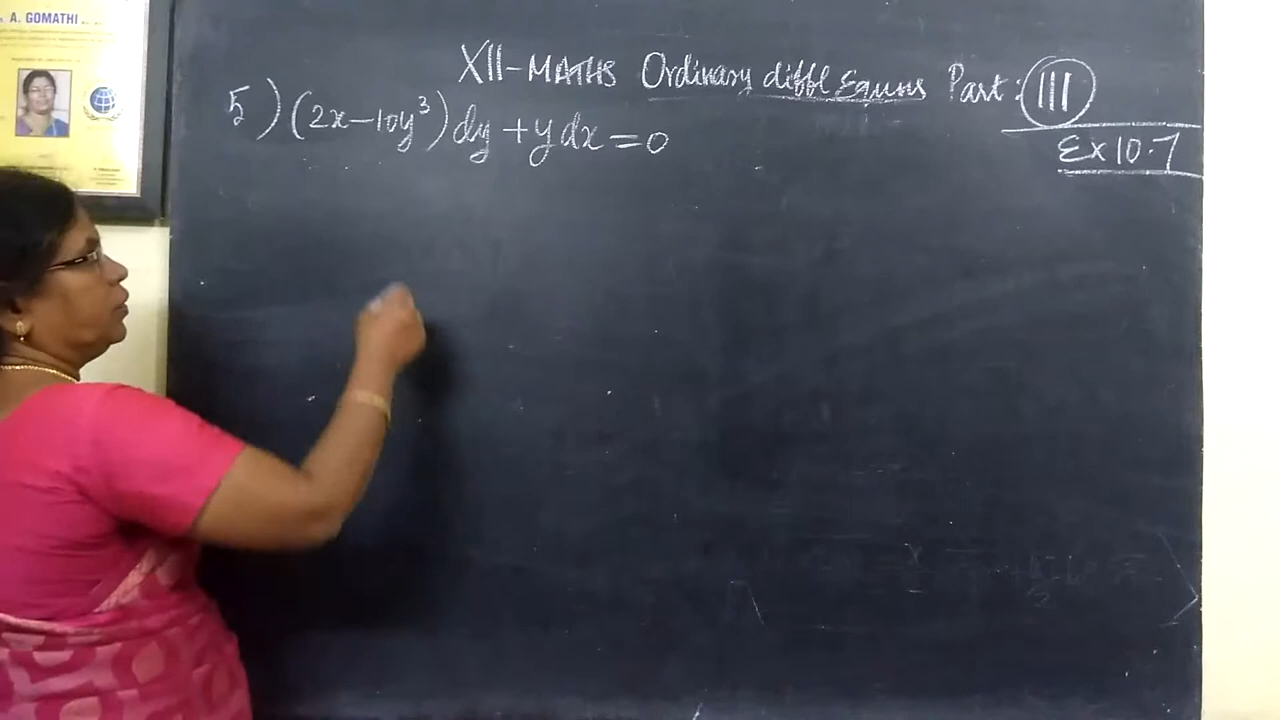 A. GOMATHI
XII-MATHS Ordinary diffl Equns Part: III
Ex 10.7
5) (2x-10y³) dy + y dx = 0